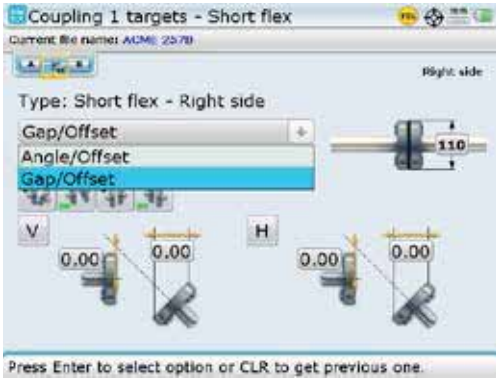 Coupling 1 targets - Short flex
Current file name: ACME 2570
Right side
Type: Short flex - Right side
Gap/Offset
Angle/Offset
Gap/Offset
110
V
0.00
0.00
H
0.00
0.00
Press Enter to select option or CLR to get previous one.